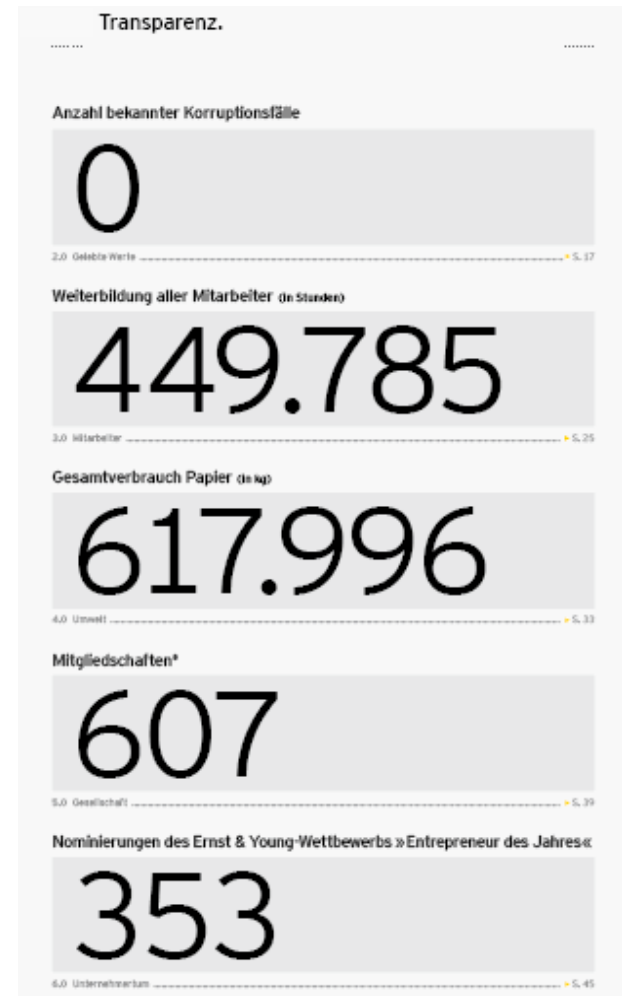 Transparenz.
Anzahl bekannter Korruptionsfälle
0
2.0 Gelebte Werte S. 17
Weiterbildung aller Mitarbeiter (in Stunden)
449.785
3.0 Mitarbeiter S. 25
Gesamtverbrauch Papier (in kg)
617.996
4.0 Umwelt S. 33
Mitgliedschaften*
607
5.0 Gesellschaft S. 39
Nominierungen des Ernst & Young-Wettbewerbs »Entrepreneur des Jahres«
353
6.0 Unternehmertum S. 45